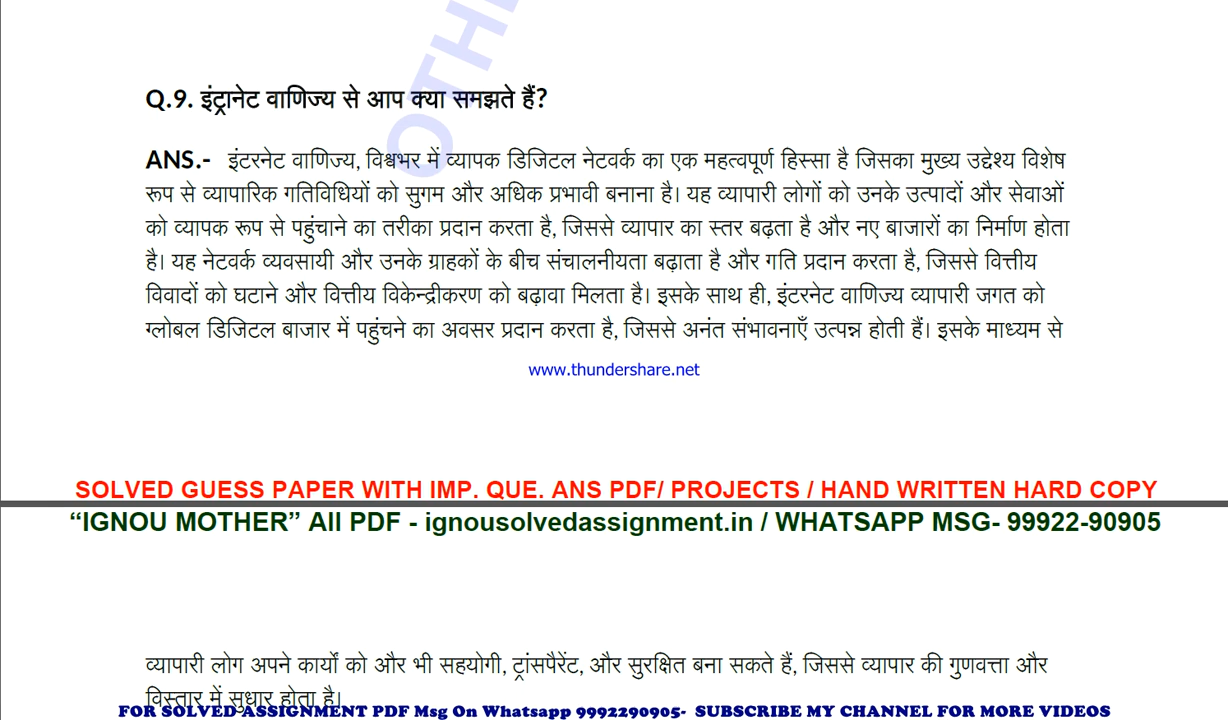 OTHE
Q.9. इंट्रानेट वाणिज्य से आप क्या समझते हैं?
ANS.- इंटरनेट वाणिज्य, विश्वभर में व्यापक डिजिटल नेटवर्क का एक महत्वपूर्ण हिस्सा है जिसका मुख्य उद्देश्य विशेष
रूप से व्यापारिक गतिविधियों को सुगम और अधिक प्रभावी बनाना है। यह व्यापारी लोगों को उनके उत्पादों और सेवाओं
को व्यापक रूप से पहुंचाने का तरीका प्रदान करता है, जिससे व्यापार का स्तर बढ़ता है और नए बाजारों का निर्माण होता
है। यह नेटवर्क व्यवसायी और उनके ग्राहकों के बीच संचालनीयता बढ़ाता है और गति प्रदान करता है, जिससे वित्तीय
विवादों को घटाने और वित्तीय विकेन्द्रीकरण को बढ़ावा मिलता है। इसके साथ ही, इंटरनेट वाणिज्य व्यापारी जगत को
ग्लोबल डिजिटल बाजार में पहुंचने का अवसर प्रदान करता है, जिससे अनंत संभावनाएँ उत्पन्न होती हैं। इसके माध्यम से
www.thundershare.net
SOLVED GUESS PAPER WITH IMP. QUE. ANS PDF/ PROJECTS / HAND WRITTEN HARD COPY
“IGNOU MOTHER” All PDF - ignousolvedassignment.in / WHATSAPP MSG- 99922-90905
व्यापारी लोग अपने कार्यों को और भी सहयोगी, ट्रांसपैरेंट, और सुरक्षित बना सकते हैं, जिससे व्यापार की गुणवत्ता और
विस्तार में सुधार होता है।
FOR SOLVED ASSIGNMENT PDF Msg On Whatsapp 9992290905- SUBSCRIBE MY CHANNEL FOR MORE VIDEOS